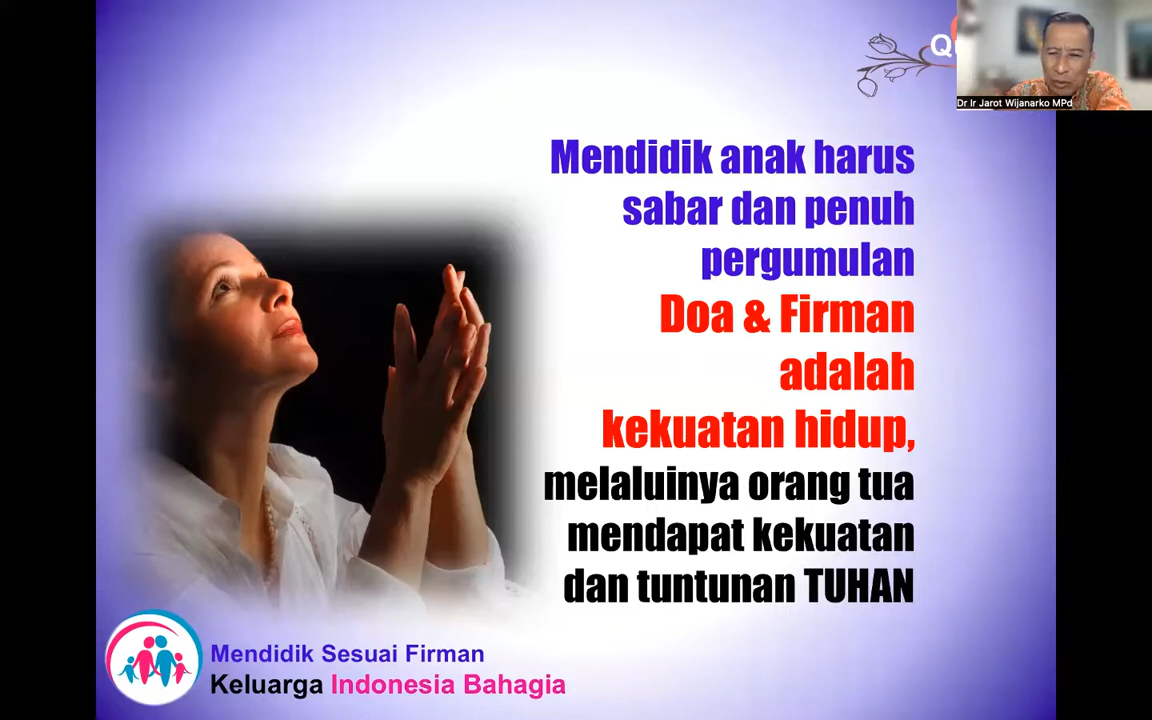 Dr Ir Jarot Wijanarko MPd
Mendidik anak harus
sabar dan penuh
pergumulan
Doa & Firman
adalah
kekuatan hidup,
melaluinya orang tua
mendapat kekuatan
dan tuntunan TUHAN
Mendidik Sesuai Firman
Keluarga Indonesia Bahagia